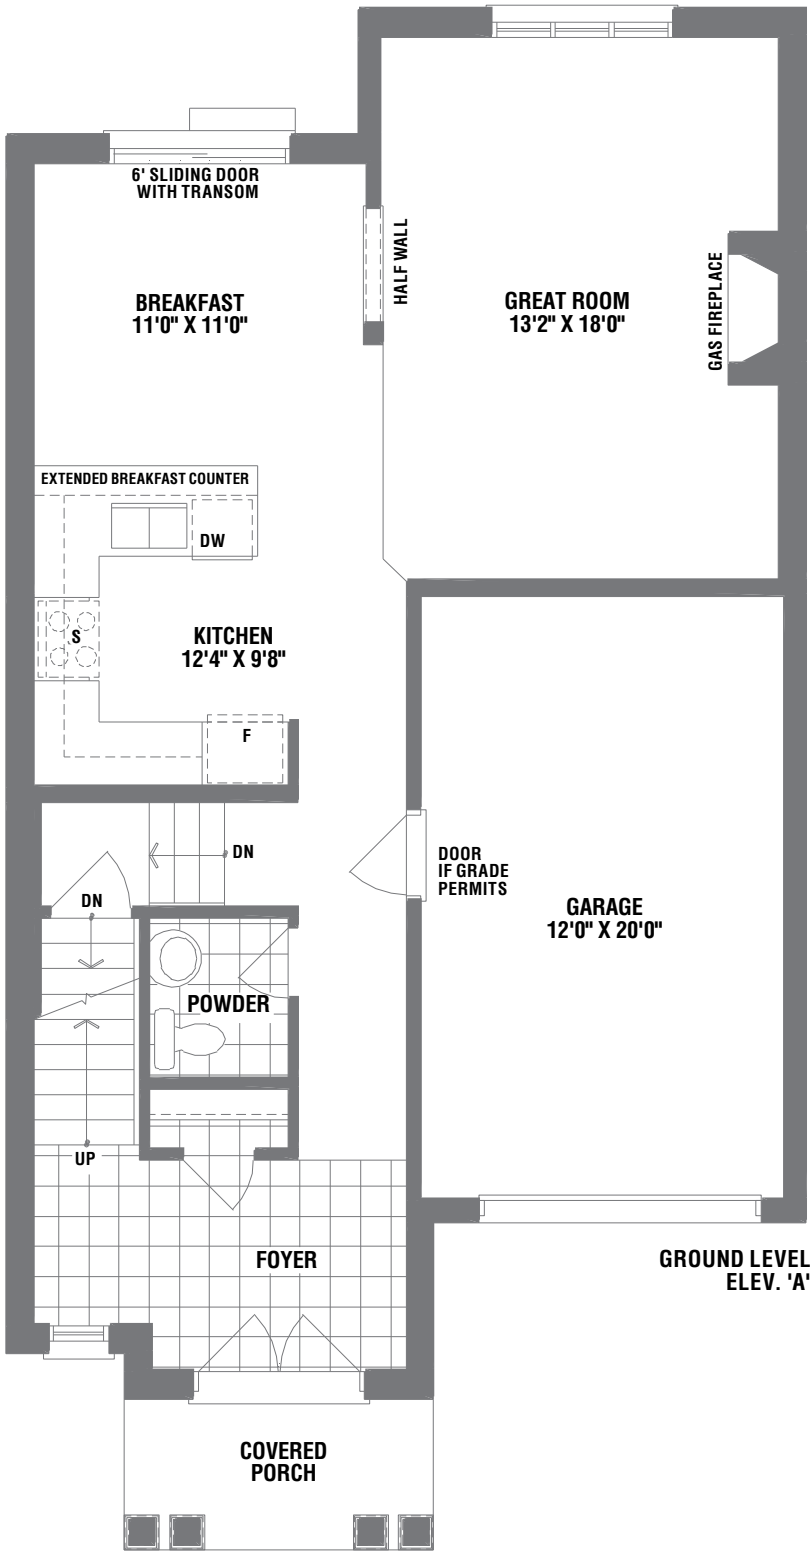 6' SLIDING DOOR
WITH TRANSOM
HALF WALL
BREAKFAST
11'0" X 11'0"
GREAT ROOM
13'2" X 18'0"
GAS FIREPLACE
EXTENDED BREAKFAST COUNTER
DW
S
KITCHEN
12'4" X 9'8"
F
DN
DOOR
IF GRADE
PERMITS
DN
GARAGE
12'0" X 20'0"
POWDER
UP
FOYER
GROUND LEVEL
ELEV. 'A'
COVERED
PORCH